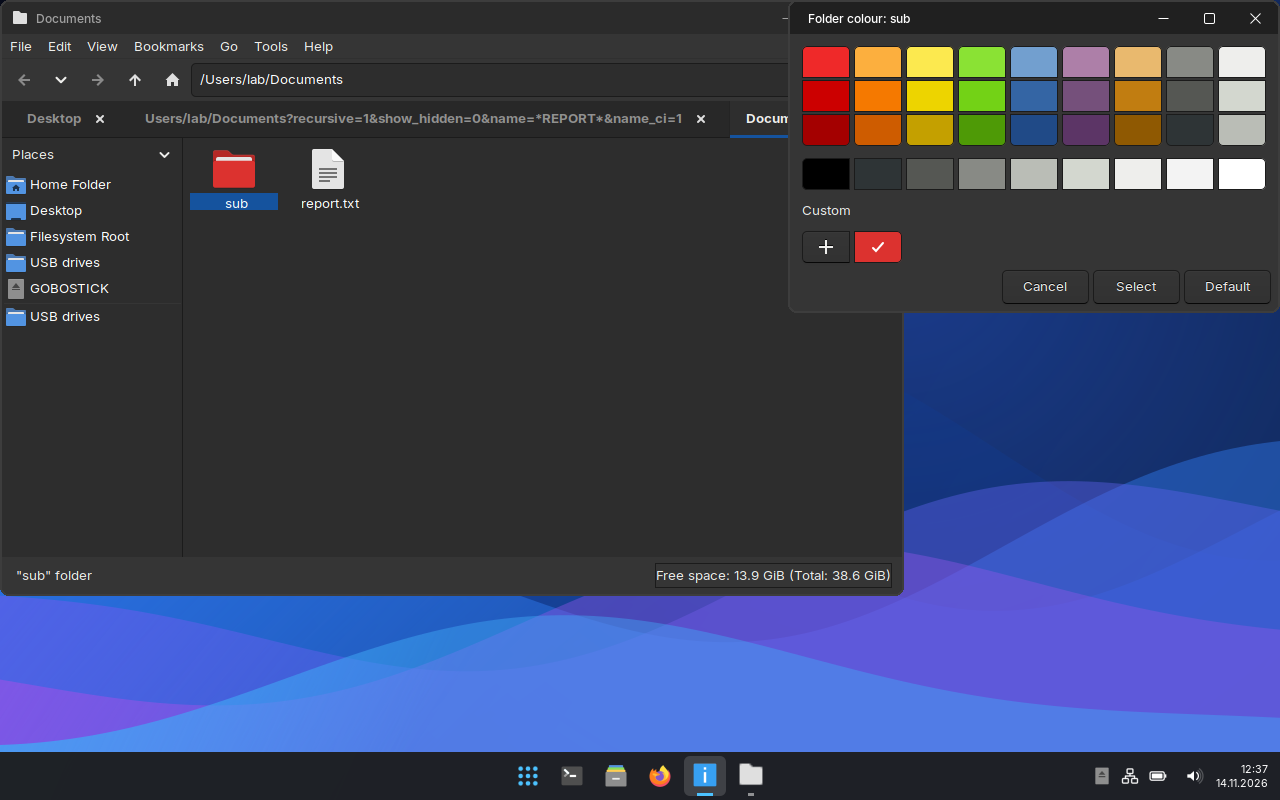 Documents
File Edit View Bookmarks Go Tools Help
/Users/lab/Documents
Desktop Users/lab/Documents?recursive=1&show_hidden=0&name=*REPORT*&name_ci=1 Docum
Places
Home Folder
Desktop
Filesystem Root
USB drives
GOBOSTICK
USB drives
sub report.txt
"sub" folder Free space: 13.9 GiB (Total: 38.6 GiB)
Folder colour: sub
Custom
Cancel Select Default
12:37
14.11.2026